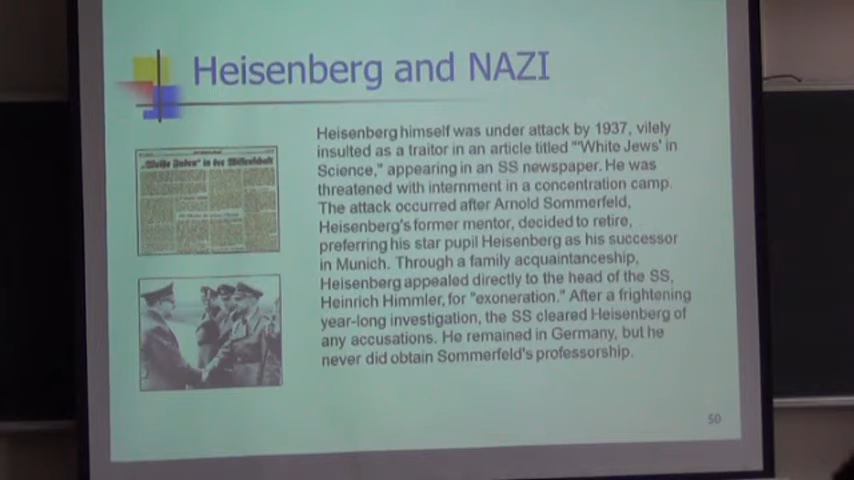 Heisenberg and NAZI
"Weiße Juden" in der Wissenschaft
Heisenberg himself was under attack by 1937, vilely
insulted as a traitor in an article titled "'White Jews' in
Science," appearing in an SS newspaper. He was
threatened with internment in a concentration camp.
The attack occurred after Arnold Sommerfeld,
Heisenberg's former mentor, decided to retire,
preferring his star pupil Heisenberg as his successor
in Munich. Through a family acquaintanceship,
Heisenberg appealed directly to the head of the SS,
Heinrich Himmler, for "exoneration." After a frightening
year-long investigation, the SS cleared Heisenberg of
any accusations. He remained in Germany, but he
never did obtain Sommerfeld's professorship.
50